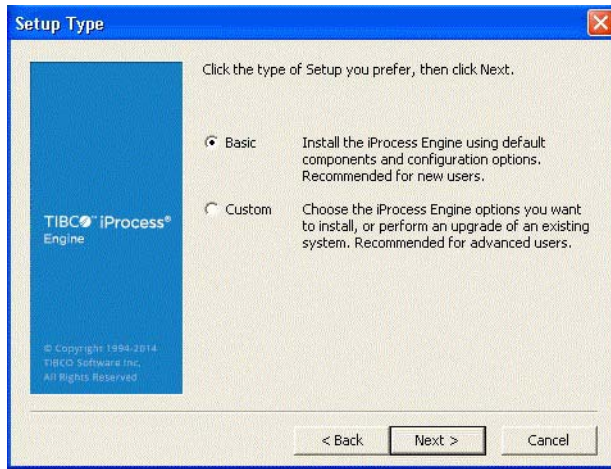 Setup Type
Click the type of Setup you prefer, then click Next.
Basic
Install the iProcess Engine using default
components and configuration options.
Recommended for new users.
Custom
Choose the iProcess Engine options you want
to install, or perform an upgrade of an existing
system. Recommended for advanced users.
TIBCO™ iProcess®
Engine
© Copyright 1994-2014
TIBCO Software Inc.
All Rights Reserved
< Back
Next >
Cancel